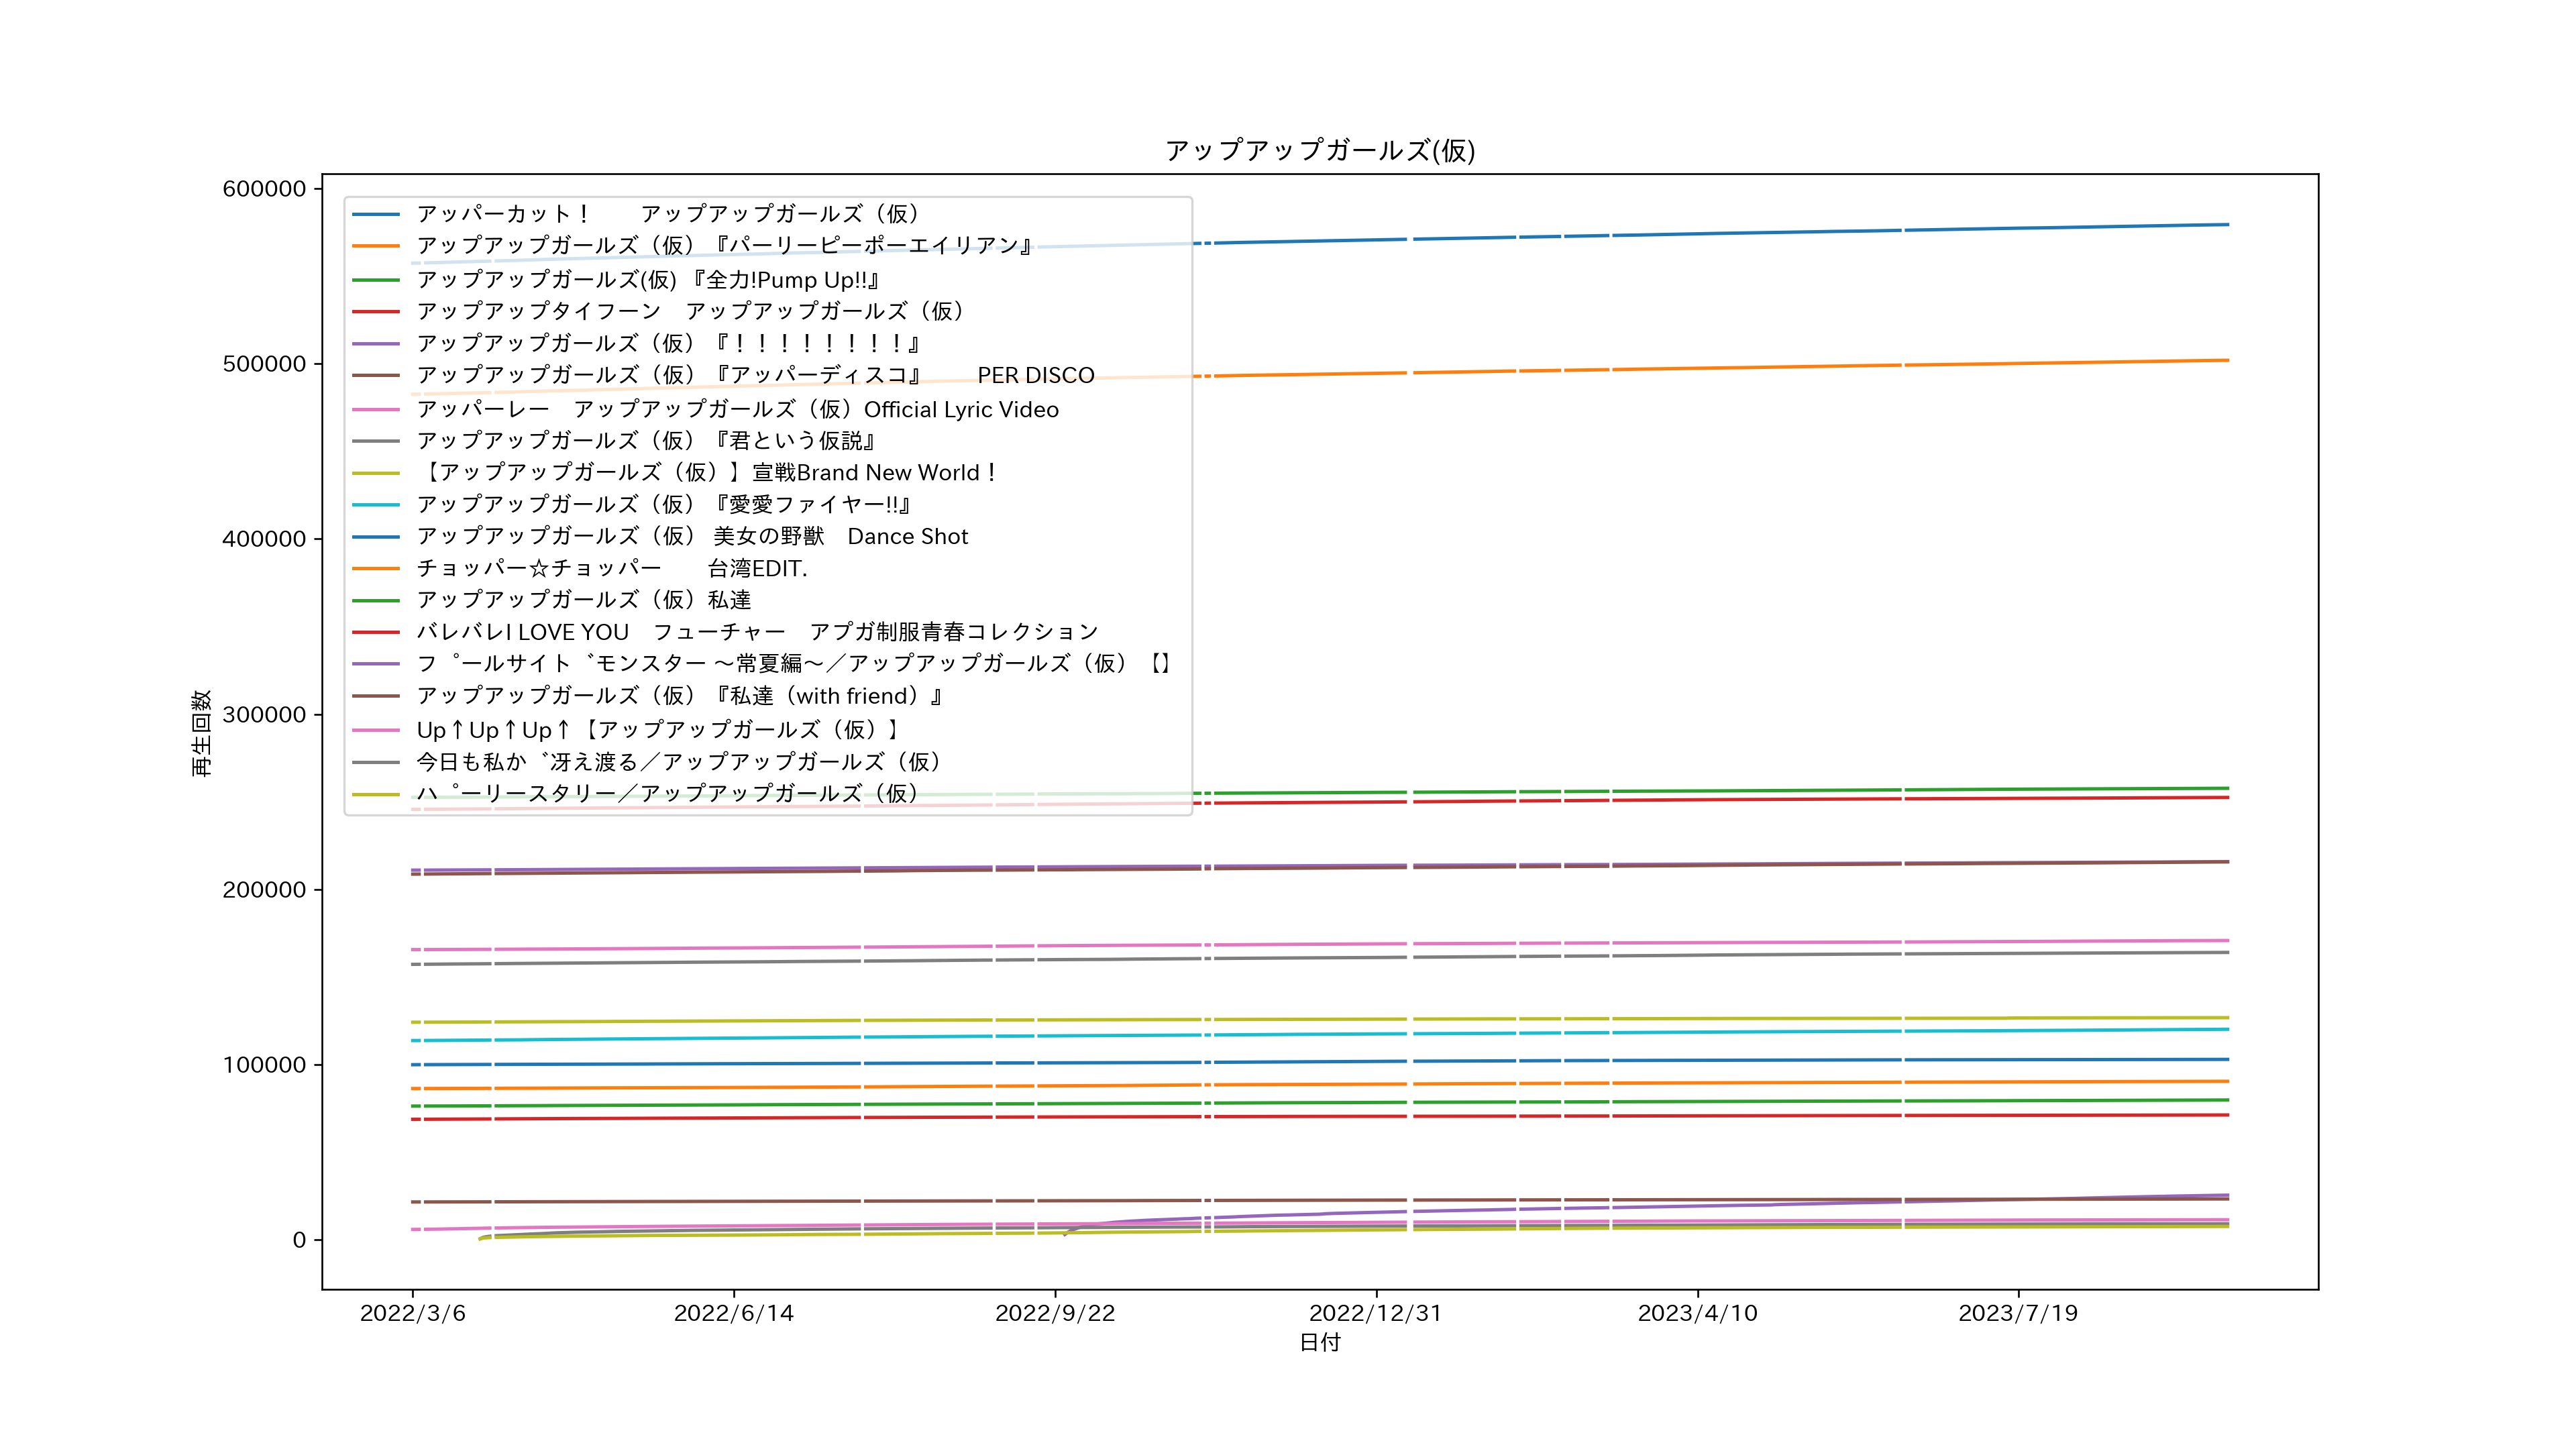 アップアップガールズ(仮)
600000
500000
400000
300000
200000
100000
0
再生回数
アッパーカット！　　アップアップガールズ（仮）
アップアップガールズ（仮）『パーリーピーポーエイリアン』
アップアップガールズ(仮) 『全力!Pump Up!!』
アップアップタイフーン　アップアップガールズ（仮）
アップアップガールズ（仮）『！！！！！！！！』
アップアップガールズ（仮）『アッパーディスコ』　　PER DISCO
アッパーレー　アップアップガールズ（仮）Official Lyric Video
アップアップガールズ（仮）『君という仮説』
【アップアップガールズ（仮）】宣戦Brand New World！
アップアップガールズ（仮）『愛愛ファイヤー!!』
アップアップガールズ（仮） 美女の野獣　Dance Shot
チョッパー☆チョッパー　　台湾EDIT.
アップアップガールズ（仮）私達
バレバレI LOVE YOU　フューチャー　アプガ制服青春コレクション
フ゜ールサイト゛モンスター 〜常夏編〜／アップアップガールズ（仮）【】
アップアップガールズ（仮）『私達（with friend）』
Up↑Up↑Up↑【アップアップガールズ（仮）】
今日も私か゛冴え渡る／アップアップガールズ（仮）
ハ゜ーリースタリー／アップアップガールズ（仮）
2022/3/6
2022/6/14
2022/9/22
2022/12/31
2023/4/10
2023/7/19
日付